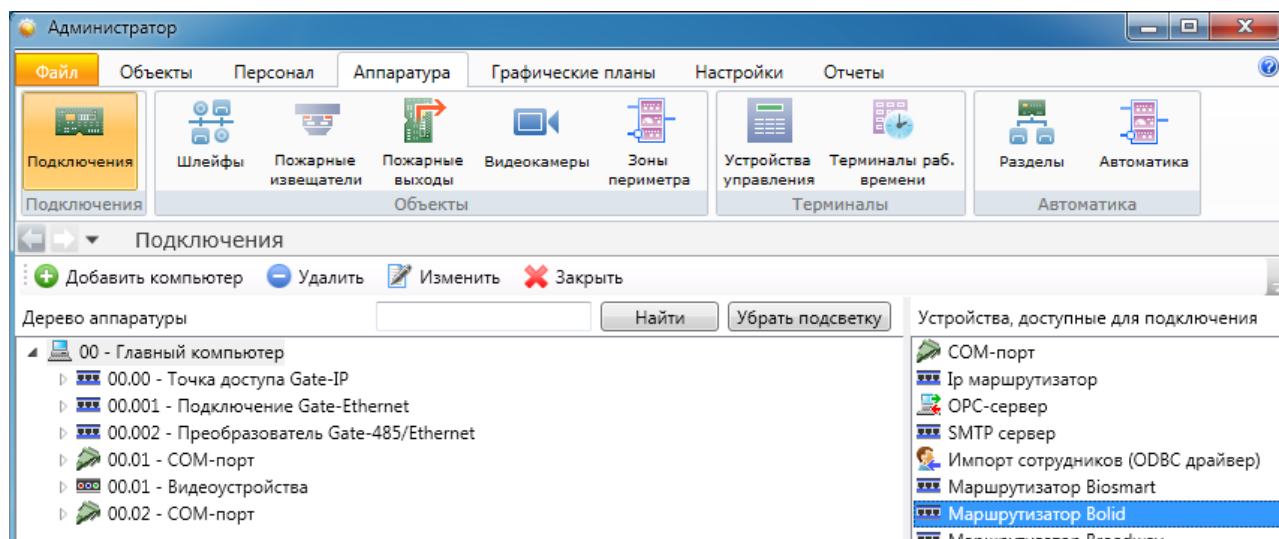 Администратор
Файл Объекты Персонал Аппаратура Графические планы Настройки Отчеты
Подключения Шлейфы Пожарные извещатели Пожарные выходы Видеокамеры Зоны периметра Устройства управления Терминалы раб. времени Разделы Автоматика
Подключения Объекты Терминалы Автоматика
Подключения
Добавить компьютер Удалить Изменить Закрыть
Дерево аппаратуры Найти Убрать подсветку Устройства, доступные для подключения
00 - Главный компьютер
00.00 - Точка доступа Gate-IP
00.001 - Подключение Gate-Ethernet
00.002 - Преобразователь Gate-485/Ethernet
00.01 - COM-порт
00.01 - Видеоустройства
00.02 - COM-порт
COM-порт
Ip маршрутизатор
OPC-сервер
SMTP сервер
Импорт сотрудников (ODBC драйвер)
Маршрутизатор Biosmart
Маршрутизатор Bolid